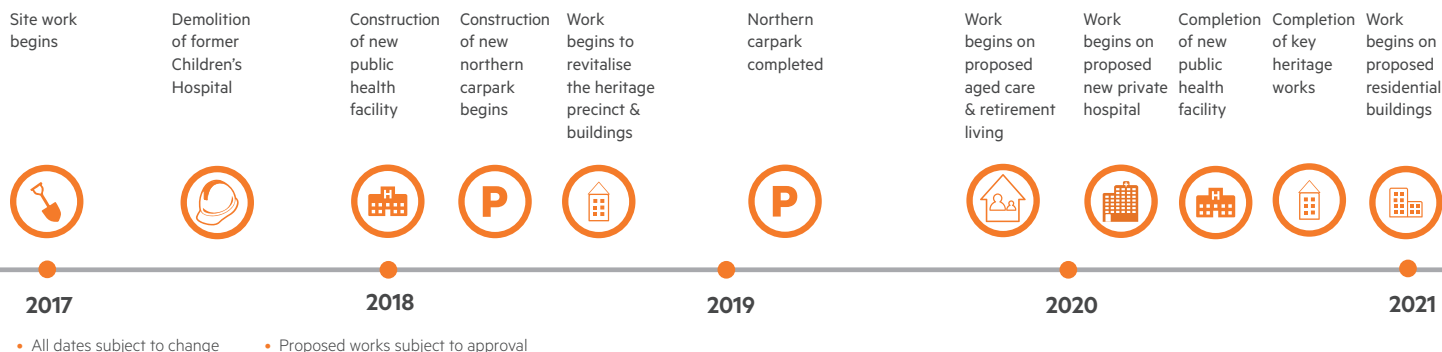 Site work
begins
Demolition
of former
Children’s
Hospital
Construction
of new
public
health
facility
Construction
of new
northern
carpark
begins
Work
begins to
revitalise
the heritage
precinct &
buildings
Northern
carpark
completed
Work
begins on
proposed
aged care
& retirement
living
Work
begins on
proposed
new private
hospital
Completion
of new
public
health
facility
Completion
of key
heritage
works
Work
begins on
proposed
residential
buildings
H
P
P
H
2017
2018
2019
2020
2021
• All dates subject to change
• Proposed works subject to approval